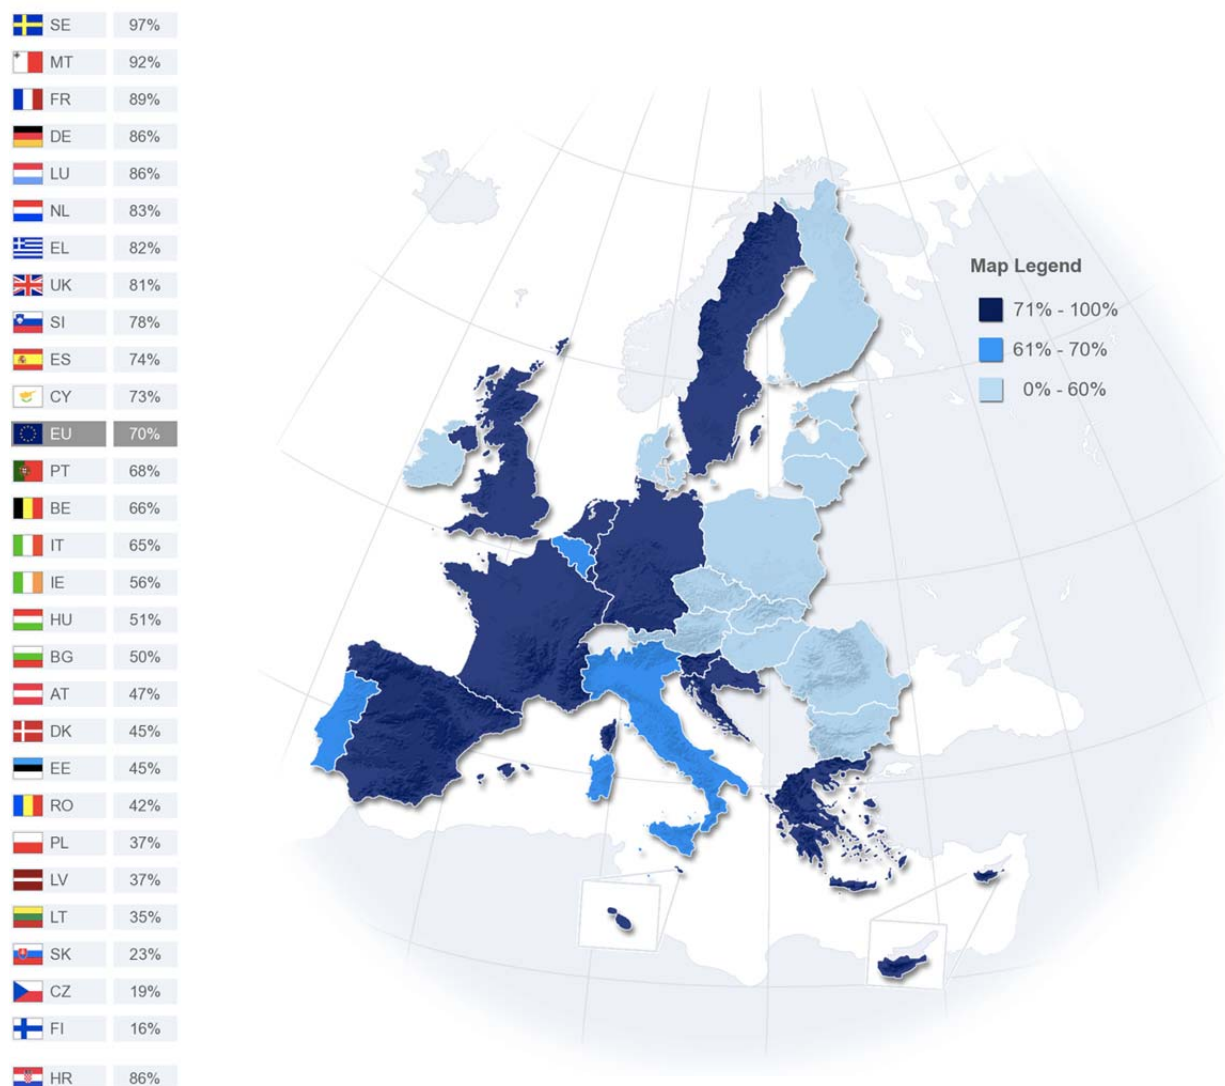 SE 97%
MT 92%
FR 89%
DE 86%
LU 86%
NL 83%
EL 82%
UK 81%
SI 78%
ES 74%
CY 73%
EU 70%
PT 68%
BE 66%
IT 65%
IE 56%
HU 51%
BG 50%
AT 47%
DK 45%
EE 45%
RO 42%
PL 37%
LV 37%
LT 35%
SK 23%
CZ 19%
FI 16%
HR 86%
Map Legend
71% - 100%
61% - 70%
0% - 60%